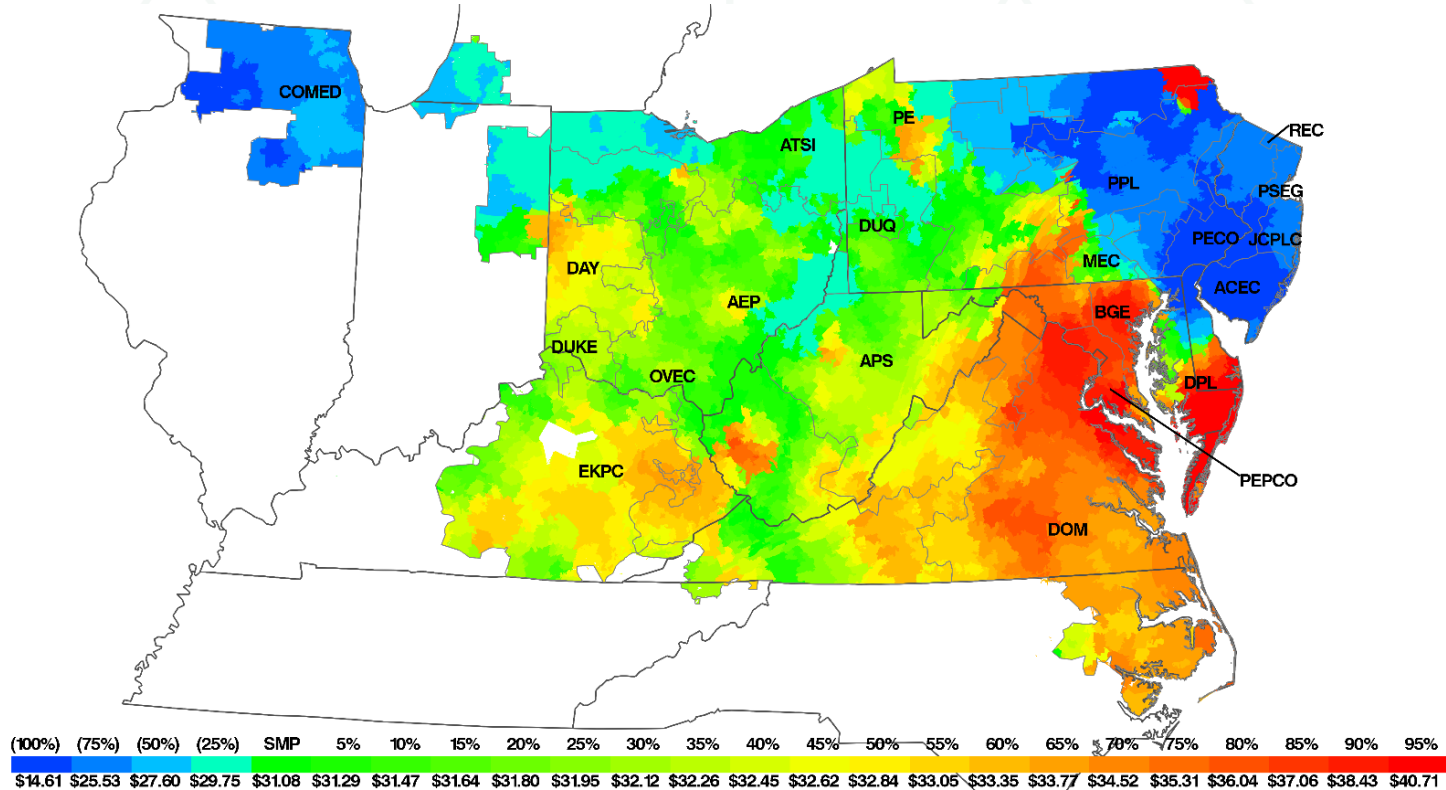 COMED
REC
PE
ATSI
PPL
PSEG
DUQ
PECO JCPLC
MEC
DAY
ACEC
AEP
BGE
DUKE
APS
OVEC
DPL
EKPC
PEPCO
DOM
(100%) (75%) (50%) (25%) SMP 5% 10% 15% 20% 25% 30% 35% 40% 45% 50% 55% 60% 65% 70% 75% 80% 85% 90% 95%
$14.61 $25.53 $27.60 $29.75 $31.08 $31.29 $31.47 $31.64 $31.80 $31.95 $32.12 $32.26 $32.45 $32.62 $32.84 $33.05 $33.35 $33.77 $34.52 $35.31 $36.04 $37.06 $38.43 $40.71